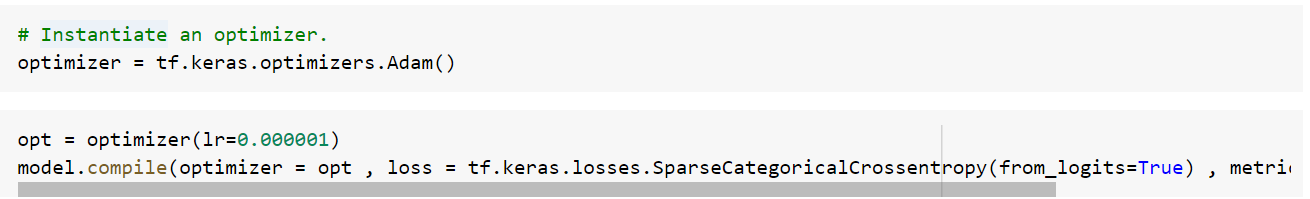 # Instantiate an optimizer.
optimizer = tf.keras.optimizers.Adam()
opt = optimizer(lr=0.000001)
model.compile(optimizer = opt , loss = tf.keras.losses.SparseCategoricalCrossentropy(from_logits=True) , metri